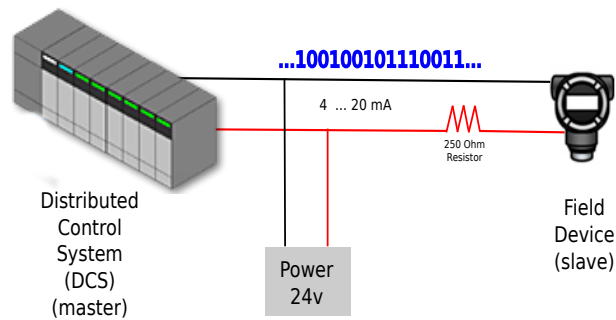 ...100100101110011...
4 ... 20 mA
250 Ohm
Resistor
Distributed
Control
System
(DCS)
(master)
Power
24v
Field
Device
(slave)